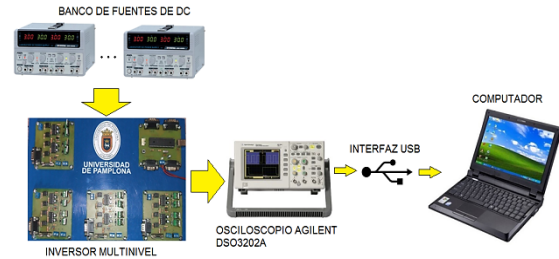 BANCO DE FUENTES DE DC
...
COMPUTADOR
INTERFAZ USB
UNIVERSIDAD
DE PAMPLONA
OSCILOSCOPIO AGILENT
DSO3202A
INVERSOR MULTINIVEL